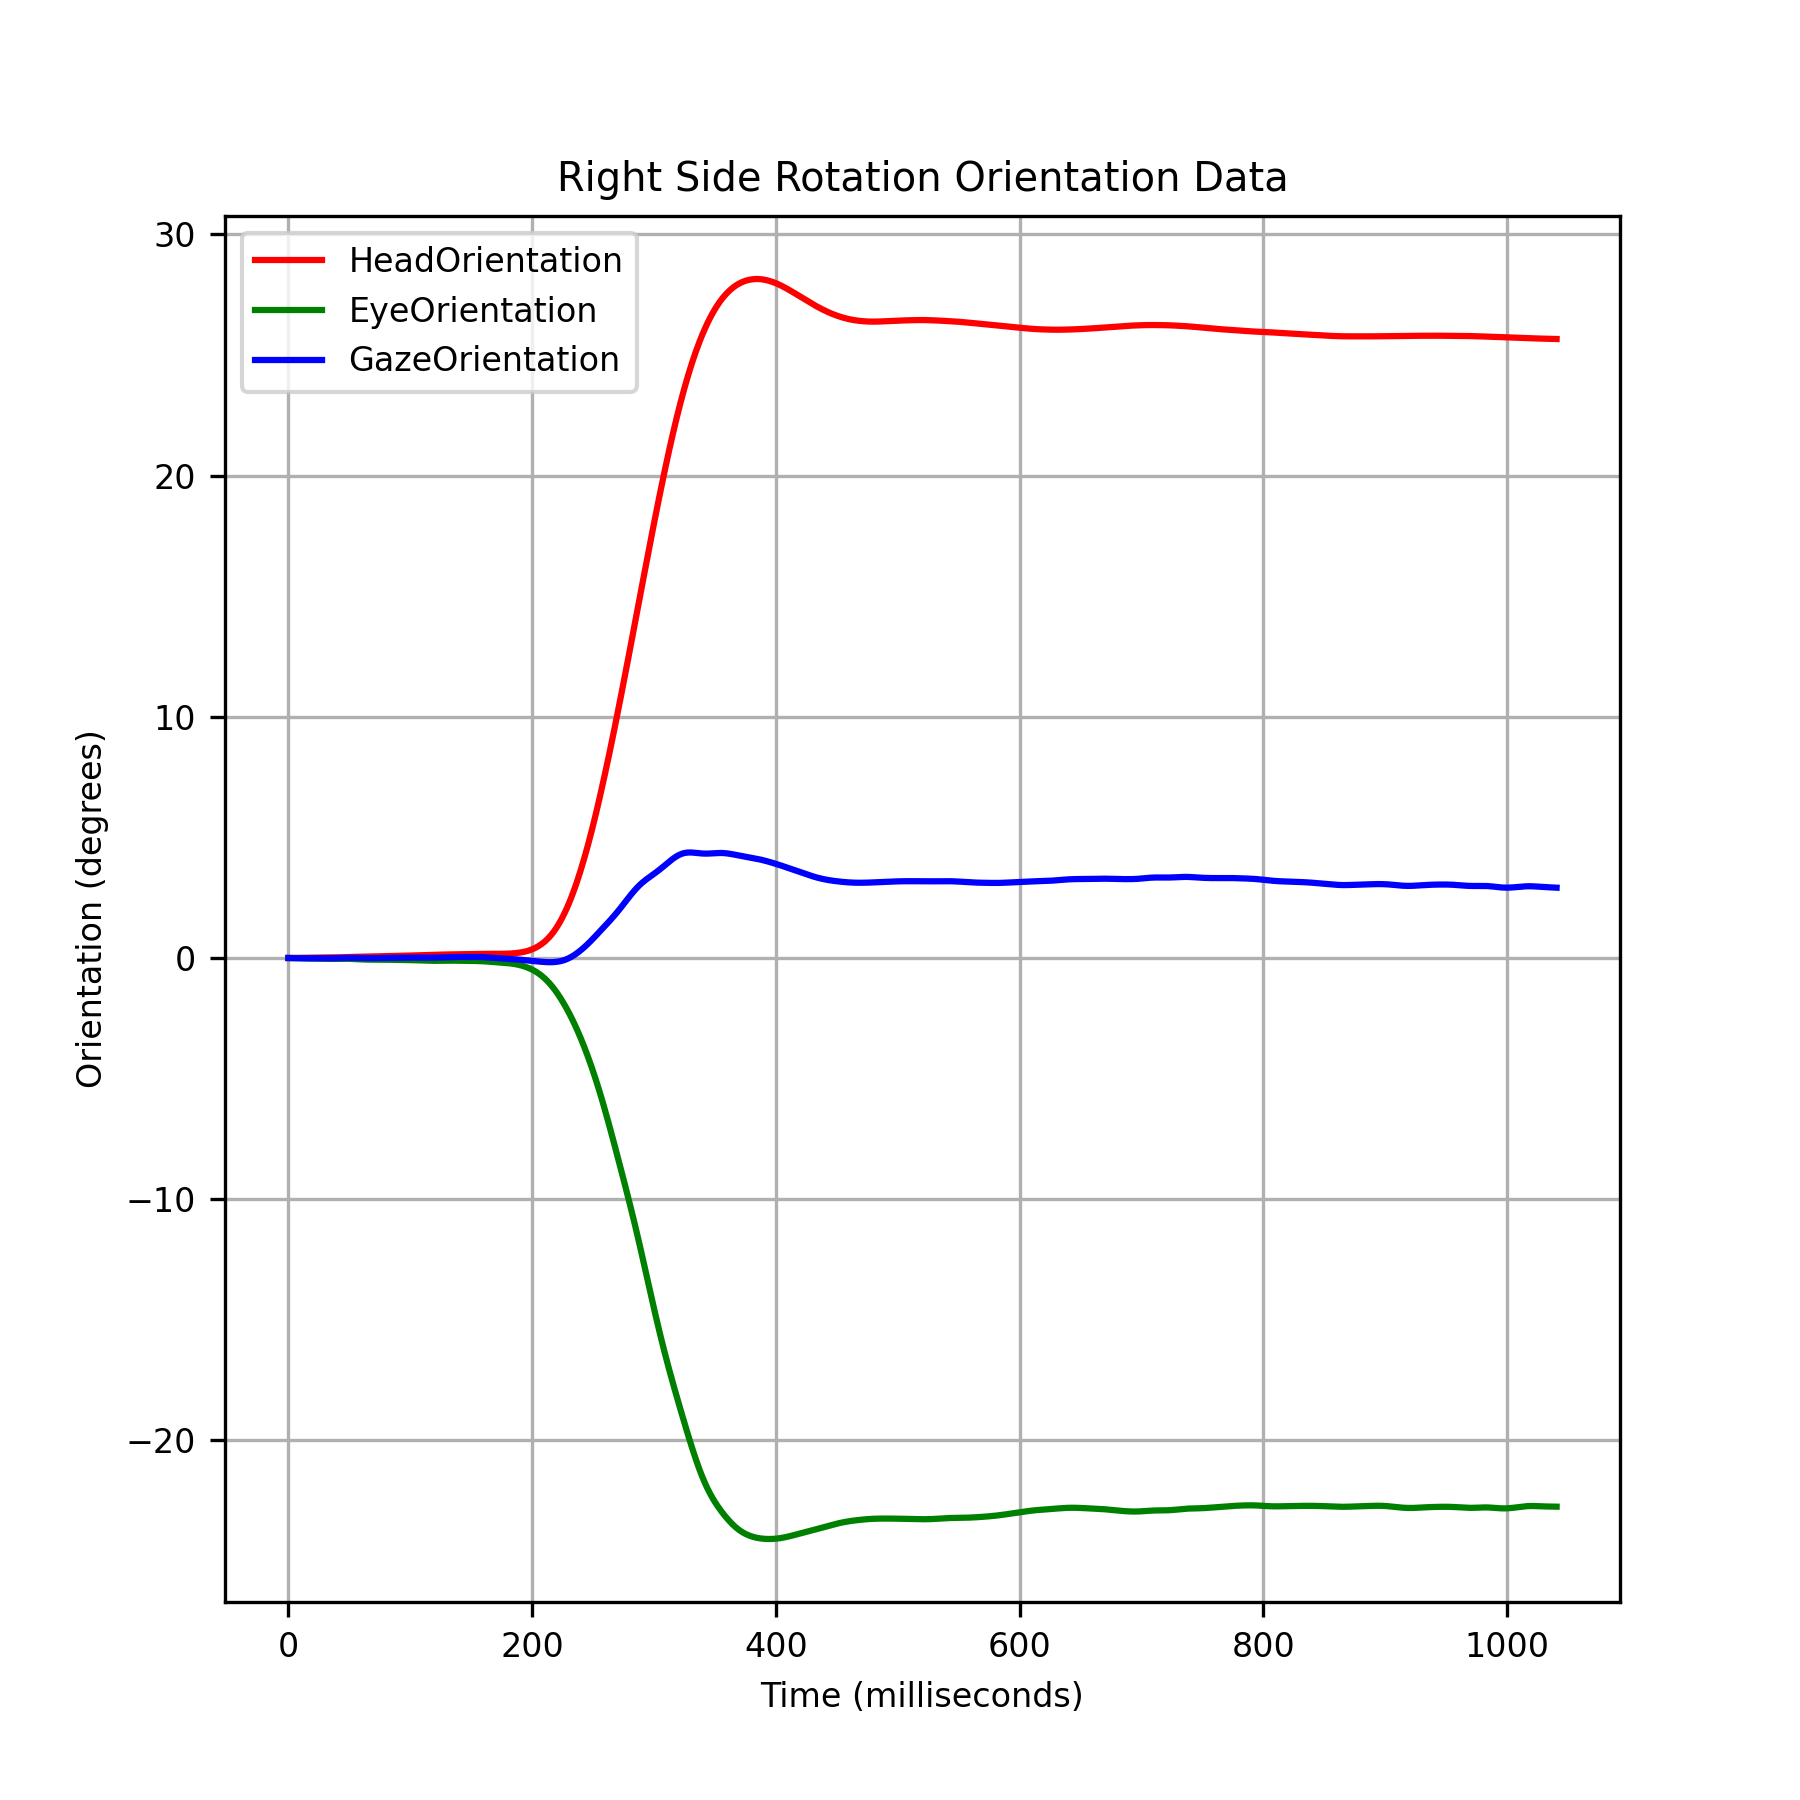 Right Side Rotation Orientation Data
HeadOrientation
EyeOrientation
GazeOrientation
30
20
10
0
−10
−20
Orientation (degrees)
0 200 400 600 800 1000
Time (milliseconds)